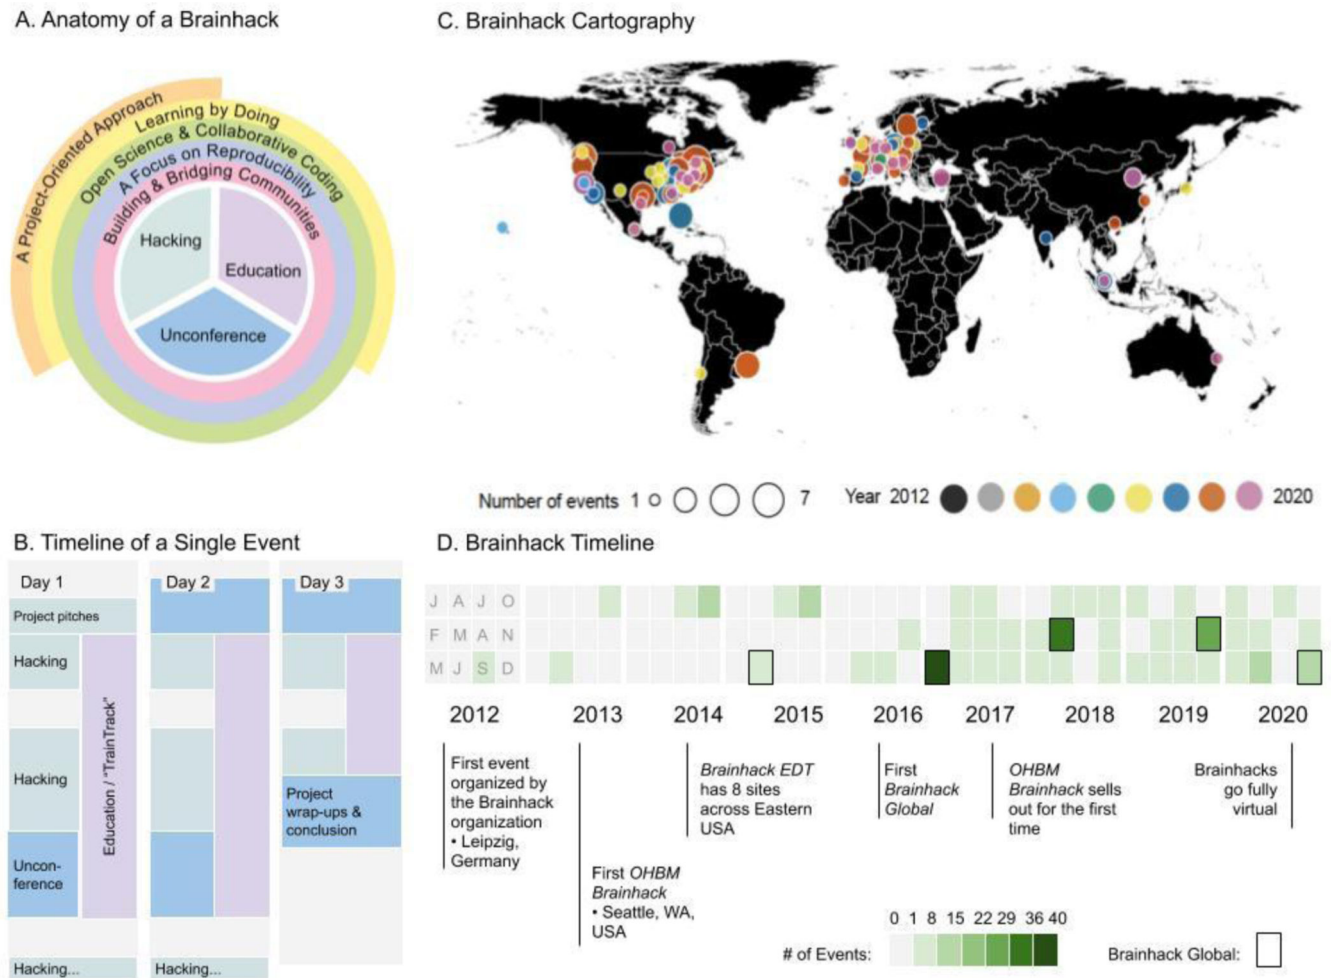 A. Anatomy of a Brainhack
A Project-Oriented Approach
Learning by Doing
Open Science & Collaborative Coding
A Focus on Reproducibility
Building & Bridging Communities
Hacking
Education
Unconference
C. Brainhack Cartography
Number of events 1 7
Year 2012 2020
B. Timeline of a Single Event
Day 1
Project pitches
Hacking
Hacking
Uncon-
ference
Hacking...
Education / "TrainTrack"
Day 2
Hacking...
Day 3
Project
wrap-ups &
conclusion
D. Brainhack Timeline
J A J O
F M A N
M J S D
2012 2013 2014 2015 2016 2017 2018 2019 2020
First event
organized by
the Brainhack
organization
• Leipzig,
Germany
First OHBM
Brainhack
• Seattle, WA,
USA
Brainhack EDT
has 8 sites
across Eastern
USA
First
Brainhack
Global
OHBM
Brainhack sells
out for the first
time
Brainhacks
go fully
virtual
0 1 8 15 22 29 36 40
# of Events:
Brainhack Global: